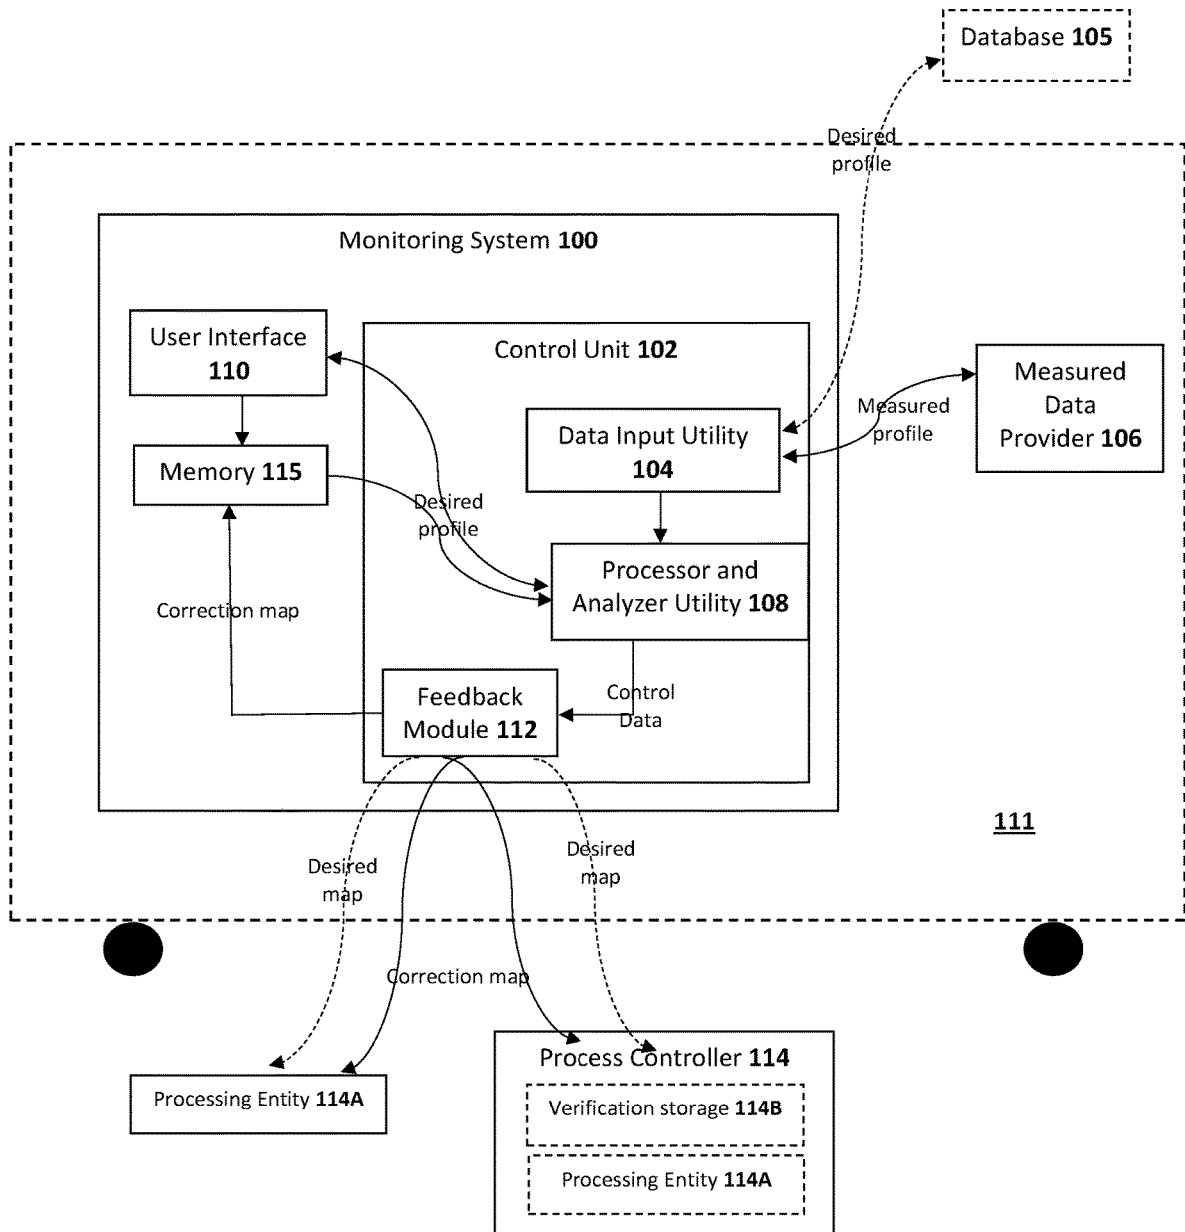 Database 105
Desired
profile
Monitoring System 100
User Interface
110
Control Unit 102
Measured
Data
Provider 106
Measured
profile
Data Input Utility
104
Memory 115
Desired
profile
Processor and
Analyzer Utility 108
Correction map
Feedback
Module 112
Control
Data
111
Desired
map
Desired
map
Correction map
Process Controller 114
Processing Entity 114A
Verification storage 114B
Processing Entity 114A